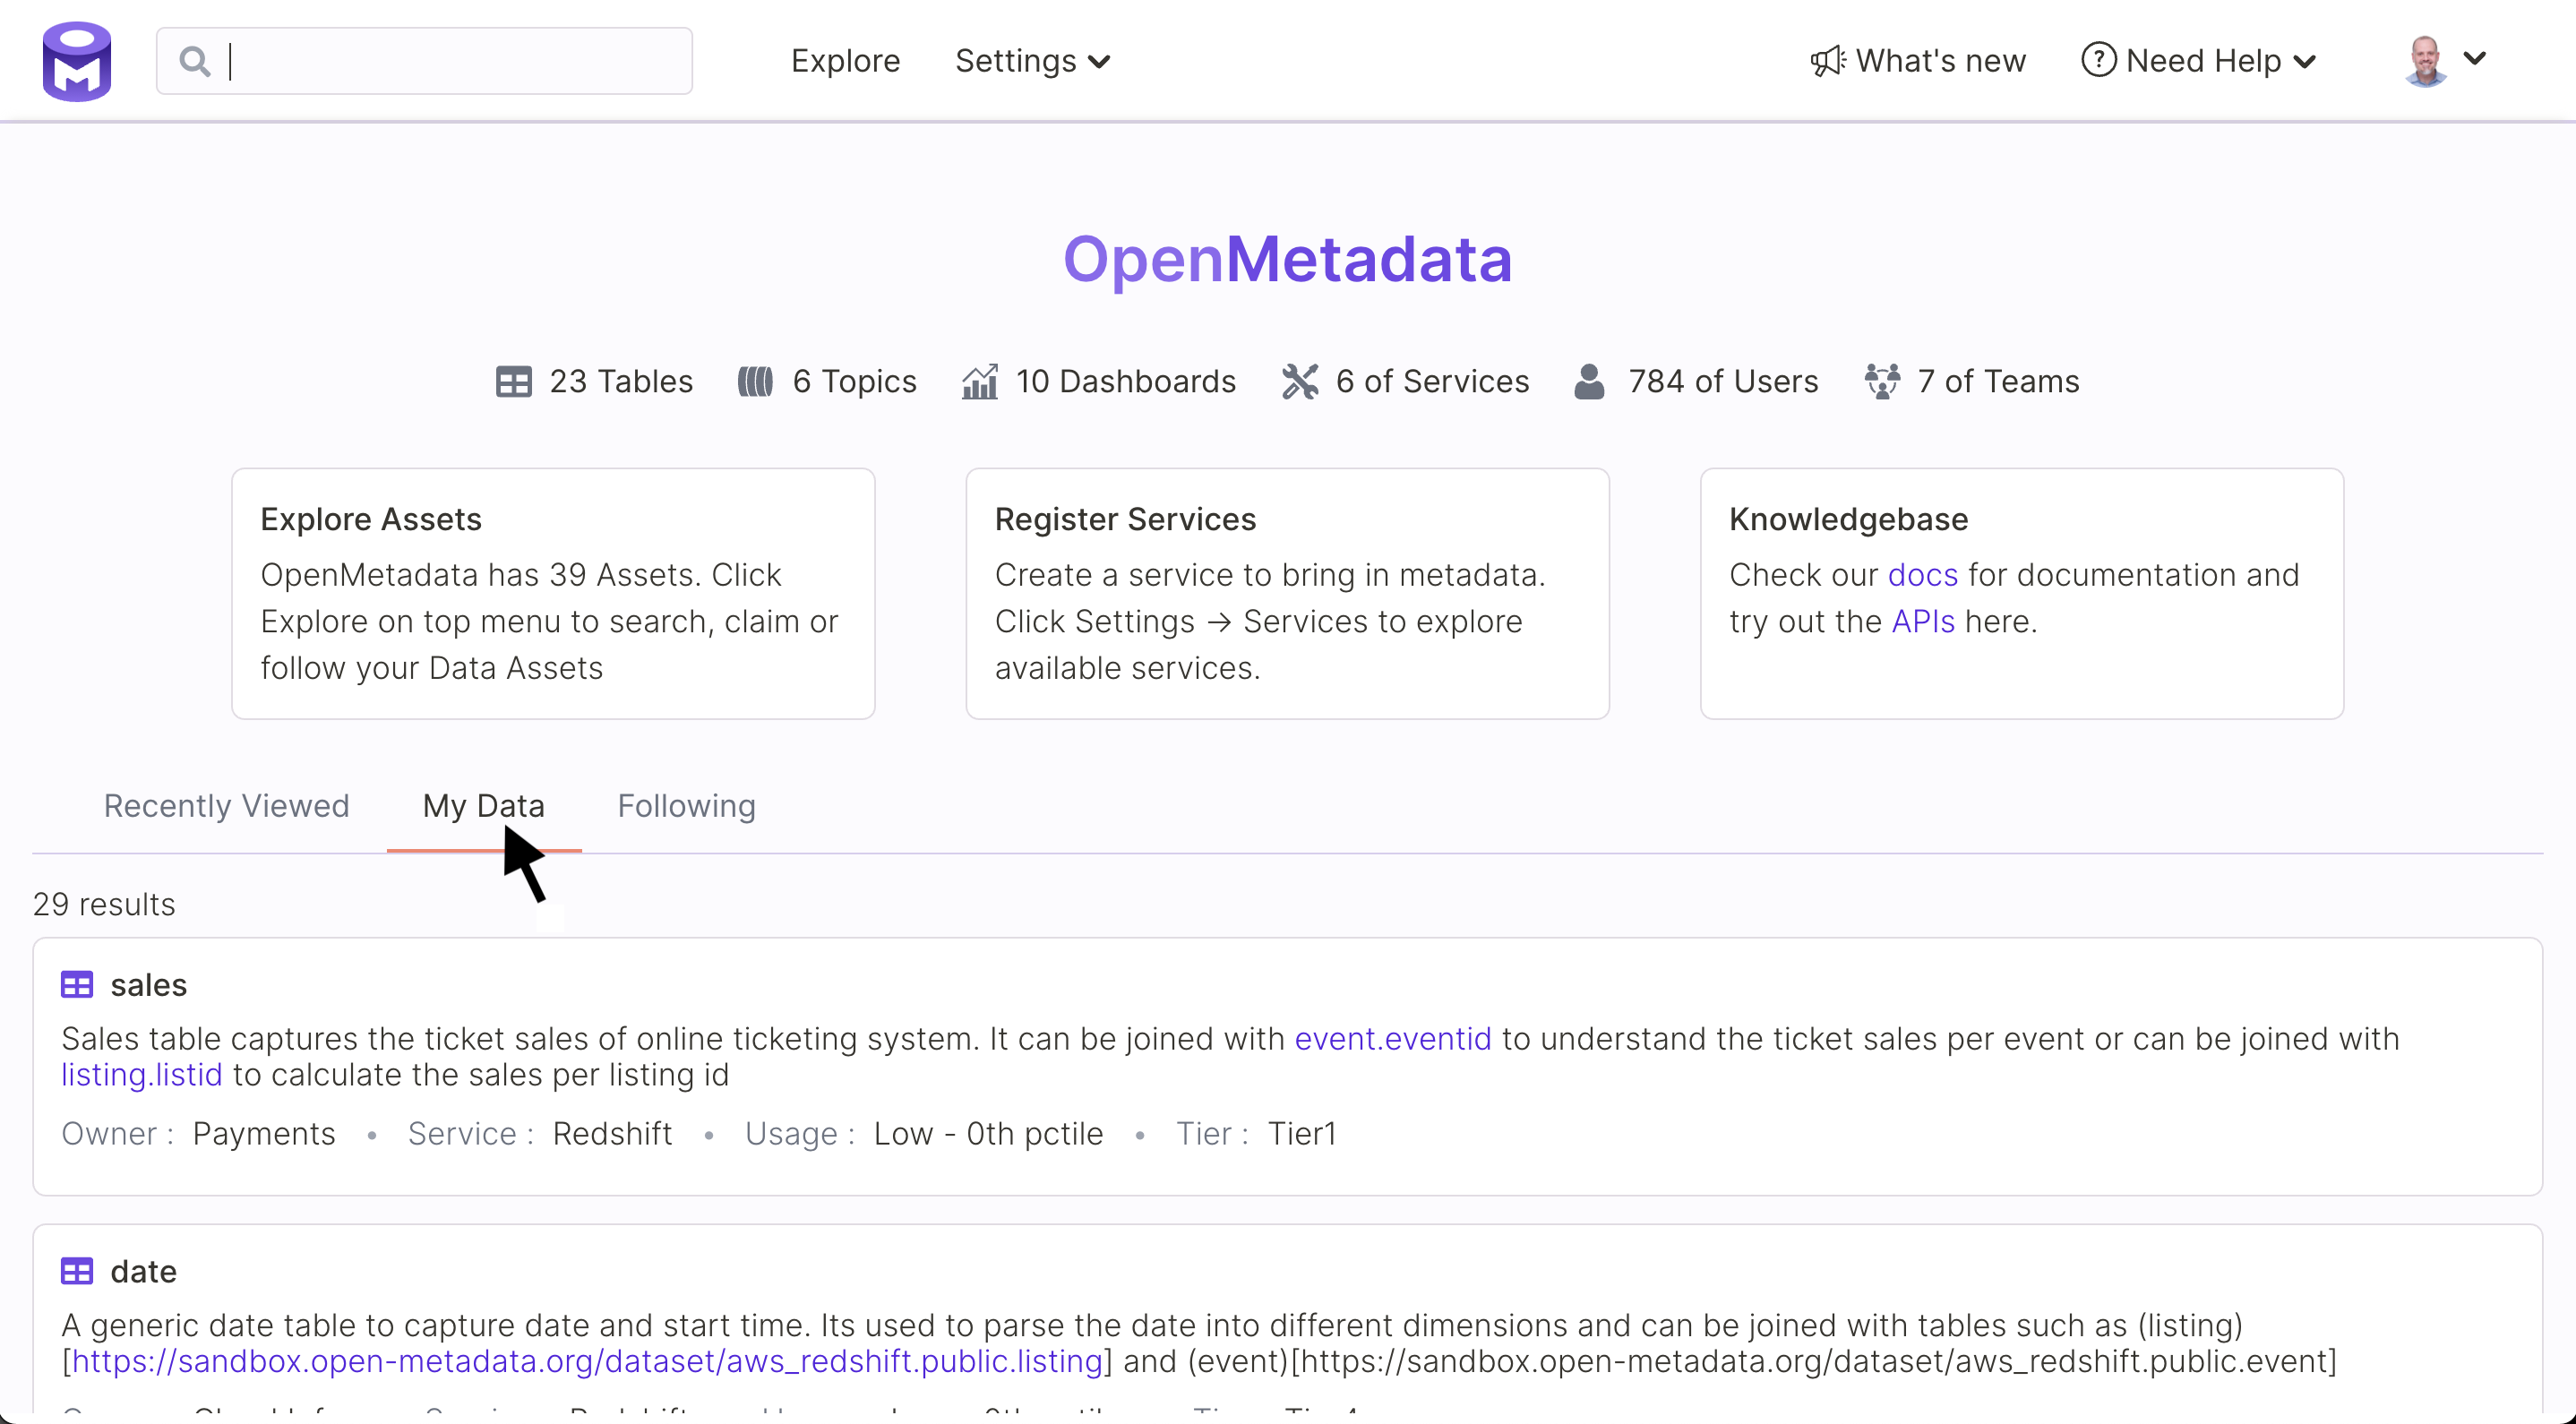 Explore
Settings
What's new
Need Help
OpenMetadata
23 Tables
6 Topics
10 Dashboards
6 of Services
784 of Users
7 of Teams
Explore Assets
OpenMetadata has 39 Assets. Click
Explore on top menu to search, claim or
follow your Data Assets
Register Services
Create a service to bring in metadata.
Click Settings → Services to explore
available services.
Knowledgebase
Check our docs for documentation and
try out the APIs here.
Recently Viewed
My Data
Following
29 results
sales
Sales table captures the ticket sales of online ticketing system. It can be joined with event.eventid to understand the ticket sales per event or can be joined with
listing.listid to calculate the sales per listing id
Owner : Payments • Service : Redshift • Usage : Low - 0th pctile • Tier : Tier1
date
A generic date table to capture date and start time. Its used to parse the date into different dimensions and can be joined with tables such as (listing)
[https://sandbox.open-metadata.org/dataset/aws_redshift.public.listing] and (event)[https://sandbox.open-metadata.org/dataset/aws_redshift.public.event]